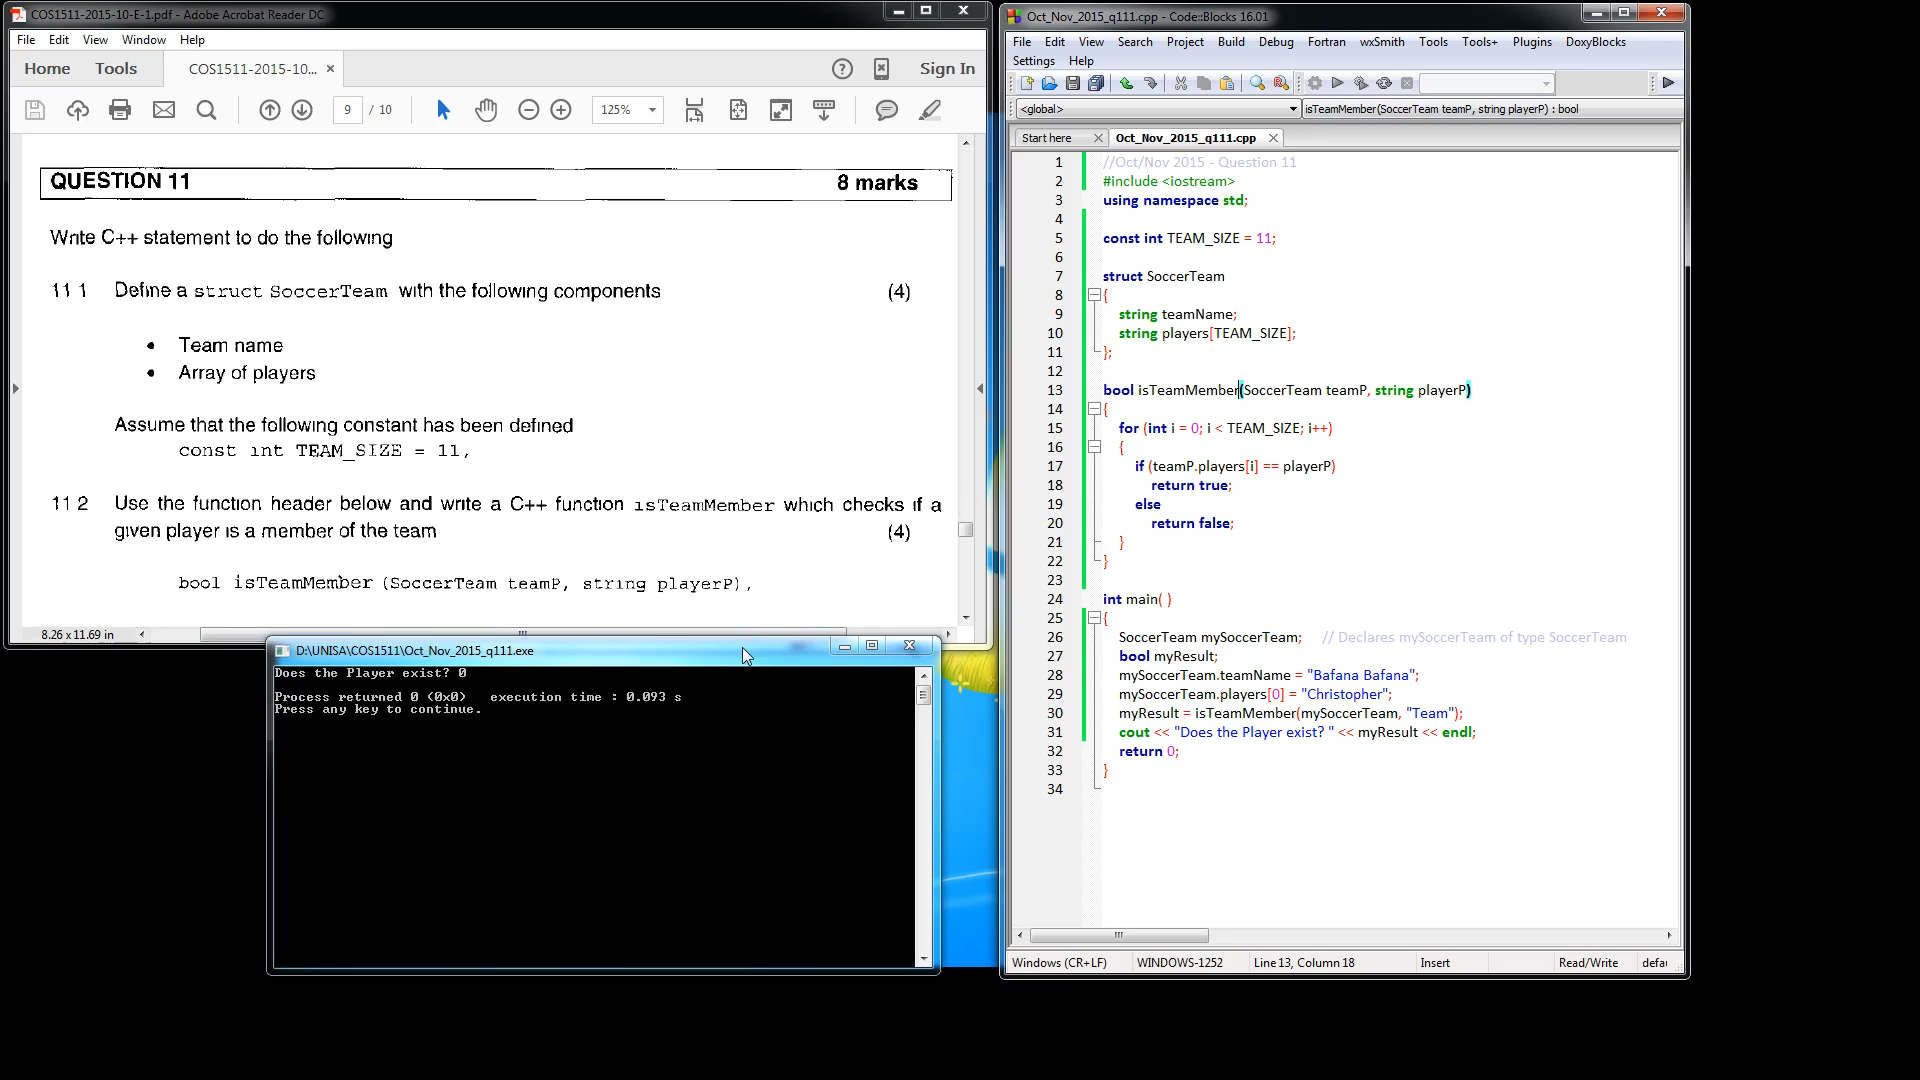 COS1511-2015-10-E-1.pdf - Adobe Acrobat Reader DC
File Edit View Window Help
Home Tools COS1511-2015-10... × Sign In
9 / 10 125%
QUESTION 11 8 marks
Write C++ statement to do the following
11 1 Define a struct SoccerTeam with the following components (4)
• Team name
• Array of players
Assume that the following constant has been defined
const int TEAM_SIZE = 11,
11 2 Use the function header below and write a C++ function isTeamMember which checks if a
given player is a member of the team (4)
bool isTeamMember (SoccerTeam teamP, string playerP),
8.26 x 11.69 in
D:\UNISA\COS1511\Oct_Nov_2015_q111.exe
Does the Player exist? 0
Process returned 0 (0x0) execution time : 0.093 s
Press any key to continue.
Oct_Nov_2015_q111.cpp - Code::Blocks 16.01
File Edit View Search Project Build Debug Fortran wxSmith Tools Tools+ Plugins DoxyBlocks
Settings Help
<global> isTeamMember(SoccerTeam teamP, string playerP) : bool
Start here × Oct_Nov_2015_q111.cpp ×
1 //Oct/Nov 2015 - Question 11
2 #include <iostream>
3 using namespace std;
4
5 const int TEAM_SIZE = 11;
6
7 struct SoccerTeam
8 {
9 string teamName;
10 string players[TEAM_SIZE];
11 };
12
13 bool isTeamMember(SoccerTeam teamP, string playerP)
14 {
15 for (int i = 0; i < TEAM_SIZE; i++)
16 {
17 if (teamP.players[i] == playerP)
18 return true;
19 else
20 return false;
21 }
22 }
23
24 int main( )
25 {
26 SoccerTeam mySoccerTeam; // Declares mySoccerTeam of type SoccerTeam
27 bool myResult;
28 mySoccerTeam.teamName = "Bafana Bafana";
29 mySoccerTeam.players[0] = "Christopher";
30 myResult = isTeamMember(mySoccerTeam, "Team");
31 cout << "Does the Player exist? " << myResult << endl;
32 return 0;
33 }
34
Windows (CR+LF) WINDOWS-1252 Line 13, Column 18 Insert Read/Write defau